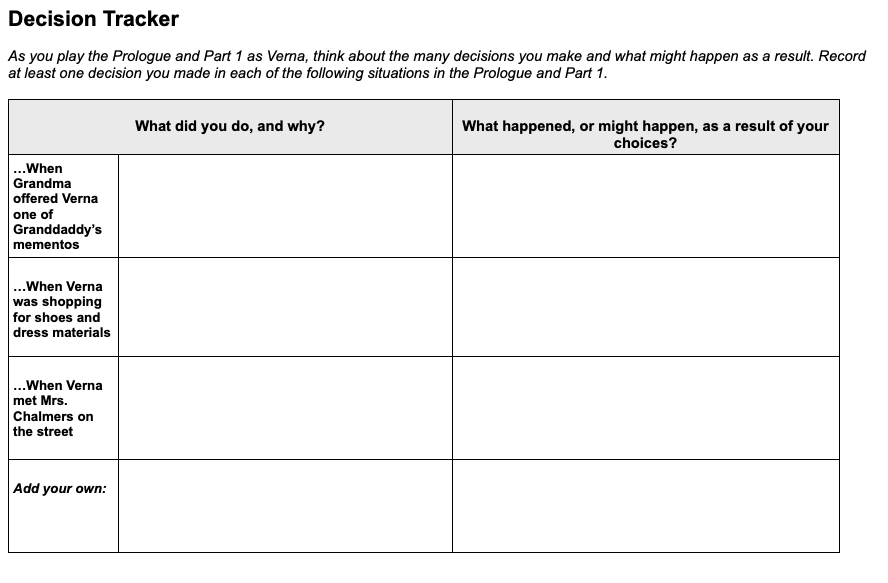 Decision Tracker
As you play the Prologue and Part 1 as Verna, think about the many decisions you make and what might happen as a result. Record
at least one decision you made in each of the following situations in the Prologue and Part 1.
What did you do, and why?
What happened, or might happen, as a result of your
choices?
…When
Grandma
offered Verna
one of
Granddaddy’s
mementos
…When Verna
was shopping
for shoes and
dress materials
…When Verna
met Mrs.
Chalmers on
the street
Add your own: